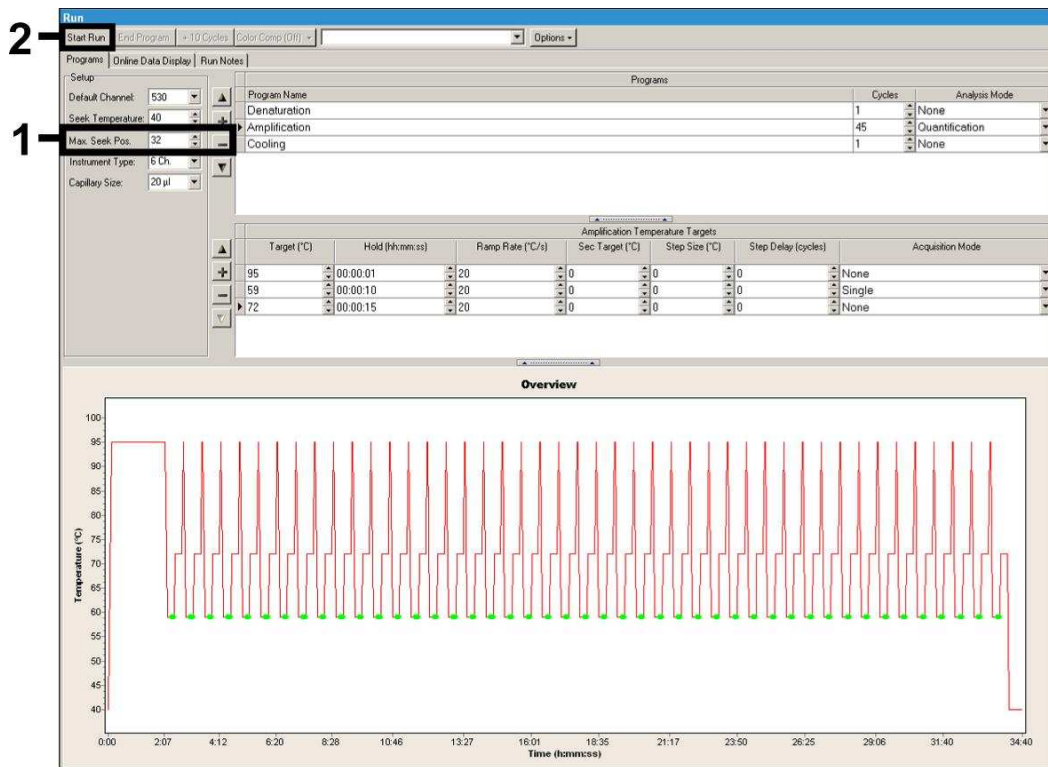 Run
2
Start Run End Program + 10 Cycles Color Comp (Off) Options
Programs Online Data Display Run Notes
Setup
Default Channel: 530
Seek Temperature: 40
1
Max. Seek Pos. 32
Instrument Type: 6 Ch.
Capillary Size: 20 µl
Programs
Program Name Cycles Analysis Mode
Denaturation 1 None
Amplification 45 Quantification
Cooling 1 None
Amplification Temperature Targets
Target (°C) Hold (hh:mm:ss) Ramp Rate (°C/s) Sec Target (°C) Step Size (°C) Step Delay (cycles) Acquisition Mode
95 00:00:01 20 0 0 0 None
59 00:00:10 20 0 0 0 Single
72 00:00:15 20 0 0 0 None
Overview
Temperature (°C)
100
95
90
85
80
75
70
65
60
55
50
45
40
0:00 2:07 4:12 6:20 8:28 10:46 13:27 16:01 18:35 21:17 23:50 26:25 29:06 31:40 34:40
Time (h:mm:ss)